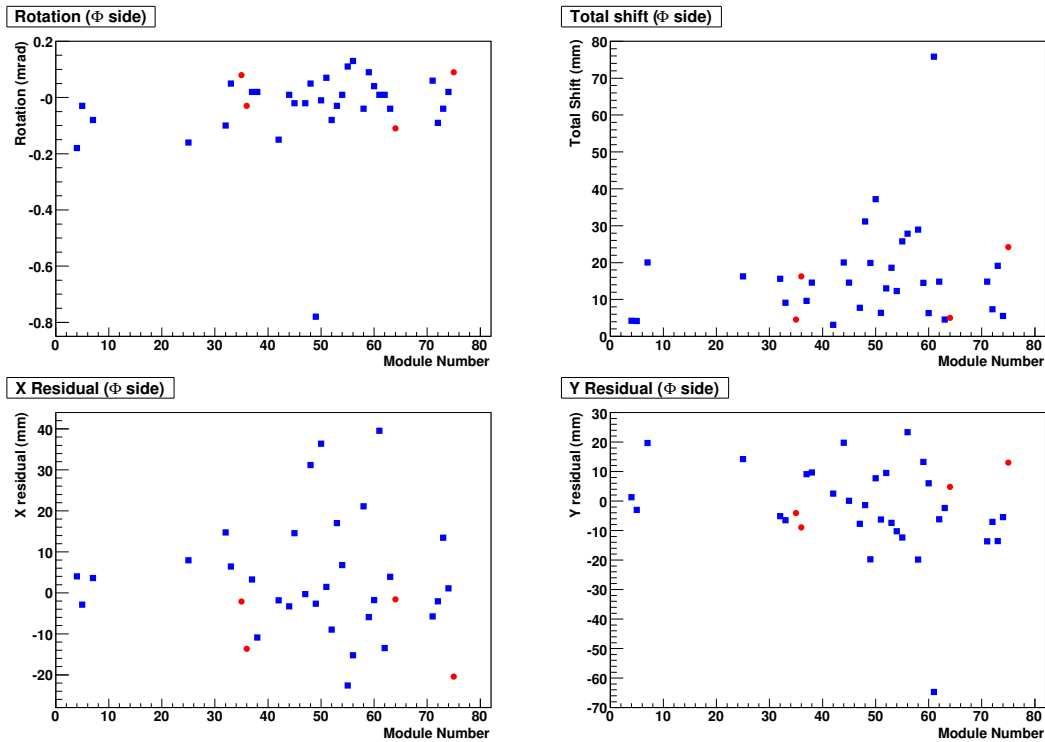 Rotation (Φ side)
Rotation (mrad)
0.2
-0
-0.2
-0.4
-0.6
-0.8
0 10 20 30 40 50 60 70 80
Module Number
Total shift (Φ side)
Total Shift (mm)
80
70
60
50
40
30
20
10
0
0 10 20 30 40 50 60 70 80
Module Number
X Residual (Φ side)
X residual (mm)
40
30
20
10
0
-10
-20
0 10 20 30 40 50 60 70 80
Module Number
Y Residual (Φ side)
Y residual (mm)
30
20
10
0
-10
-20
-30
-40
-50
-60
-70
0 10 20 30 40 50 60 70 80
Module Number